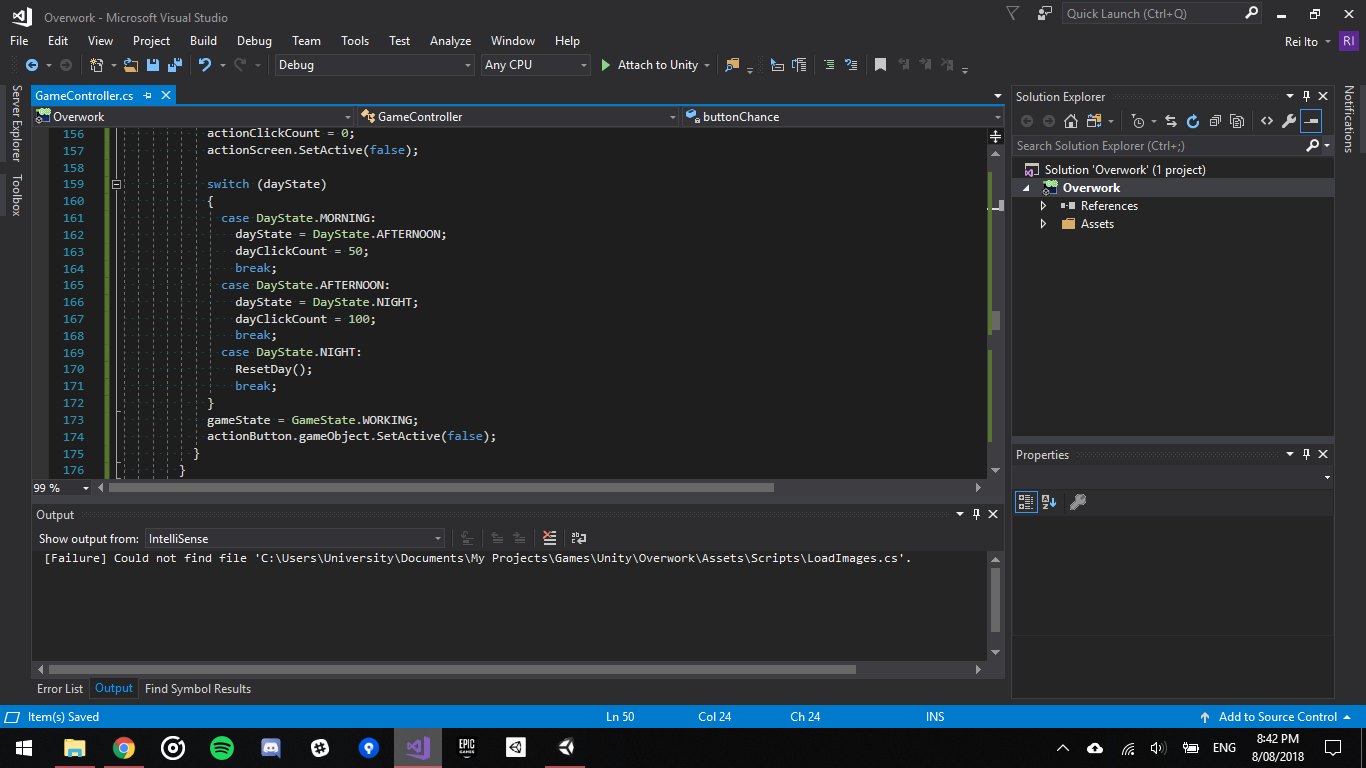 Overwork - Microsoft Visual Studio
Quick Launch (Ctrl+Q)
File Edit View Project Build Debug Team Tools Test Analyze Window Help
Rei Ito RI
Debug Any CPU Attach to Unity
Server Explorer
Toolbox
GameController.cs
Overwork GameController buttonChance
156 actionClickCount = 0;
157 actionScreen.SetActive(false);
158
159 switch (dayState)
160 {
161 case DayState.MORNING:
162 dayState = DayState.AFTERNOON;
163 dayClickCount = 50;
164 break;
165 case DayState.AFTERNOON:
166 dayState = DayState.NIGHT;
167 dayClickCount = 100;
168 break;
169 case DayState.NIGHT:
170 ResetDay();
171 break;
172 }
173 gameState = GameState.WORKING;
174 actionButton.gameObject.SetActive(false);
175 }
176 }
99 %
Output
Show output from: IntelliSense
[Failure] Could not find file 'C:\Users\University\Documents\My Projects\Games\Unity\Overwork\Assets\Scripts\LoadImages.cs'.
Error List Output Find Symbol Results
Solution Explorer
Search Solution Explorer (Ctrl+;)
Solution 'Overwork' (1 project)
Overwork
References
Assets
Properties
Notifications
Item(s) Saved Ln 50 Col 24 Ch 24 INS Add to Source Control
EPIC GAMES
ENG
8:42 PM
8/08/2018